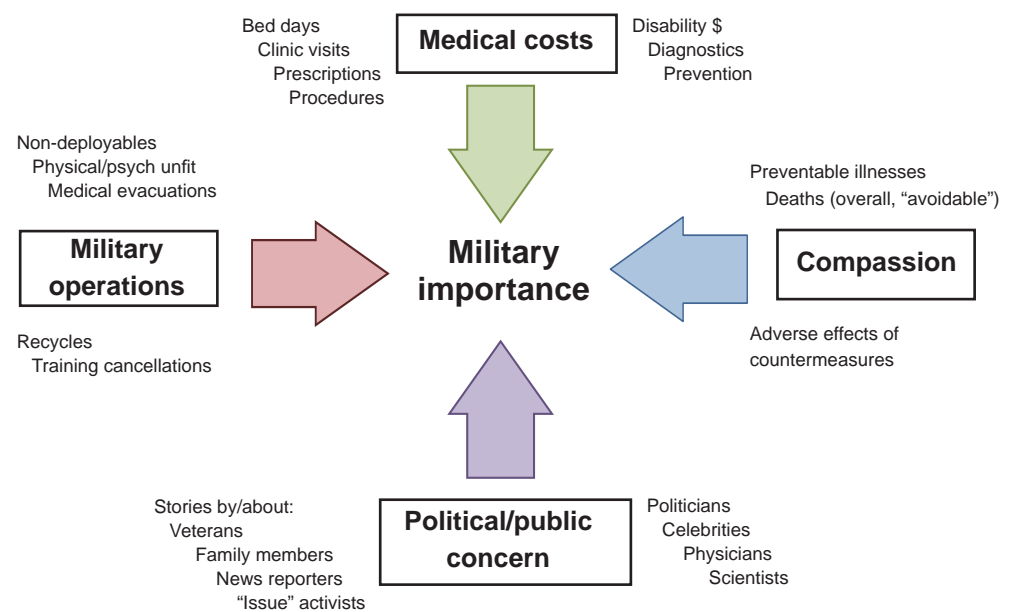 Bed days
Clinic visits
Prescriptions
Procedures
Medical costs
Disability $
Diagnostics
Prevention
Non-deployables
Physical/psych unfit
Medical evacuations
Military
operations
Recycles
Training cancellations
Military
importance
Preventable illnesses
Deaths (overall, “avoidable”)
Compassion
Adverse effects of
countermeasures
Stories by/about:
Veterans
Family members
News reporters
“Issue” activists
Political/public
concern
Politicians
Celebrities
Physicians
Scientists